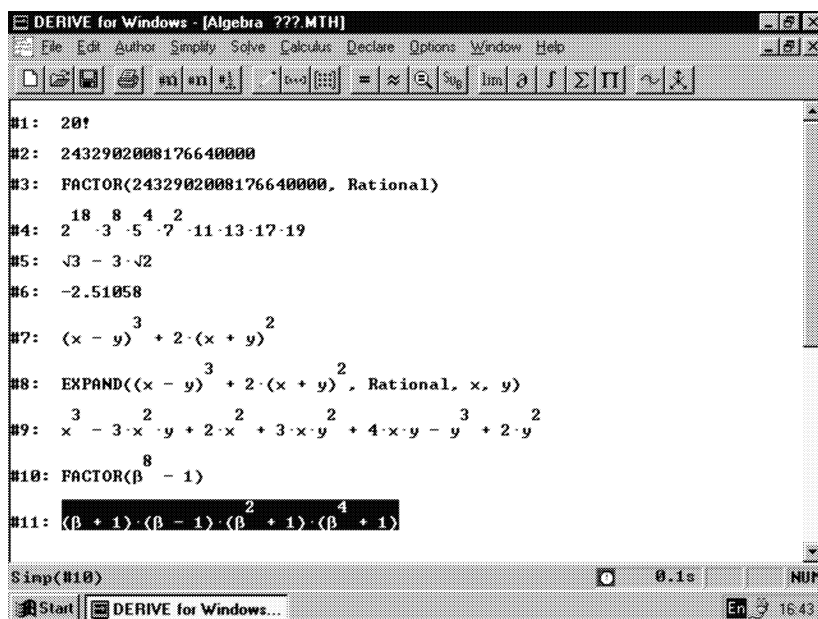 DERIVE for Windows - [Algebra ???.MTH]
File Edit Author Simplify Solve Calculus Declare Options Window Help
= ≈ SUB lim ∂ ∫ Σ Π
#1: 20!
#2: 2432902008176640000
#3: FACTOR(2432902008176640000, Rational)
#4: 2^18·3^8·5^4·7^2·11·13·17·19
#5: √3 - 3·√2
#6: -2.51058
#7: (x - y)^3 + 2·(x + y)^2
#8: EXPAND((x - y)^3 + 2·(x + y)^2, Rational, x, y)
#9: x^3 - 3·x^2·y + 2·x^2 + 3·x·y^2 + 4·x·y - y^3 + 2·y^2
#10: FACTOR(β^8 - 1)
#11: (β + 1)·(β - 1)·(β^2 + 1)·(β^4 + 1)
Simp(#10) 0.1s NUM
Start DERIVE for Windows... En 16:43